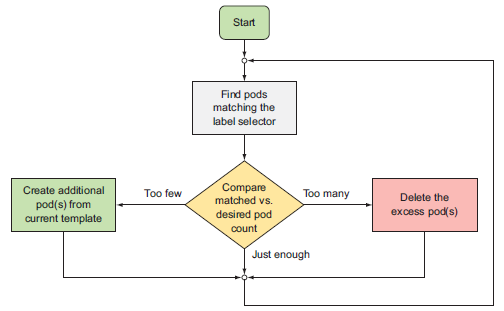 Start
Find pods
matching the
label selector
Compare
matched vs.
desired pod
count
Too few
Create additional
pod(s) from
current template
Too many
Delete the
excess pod(s)
Just enough